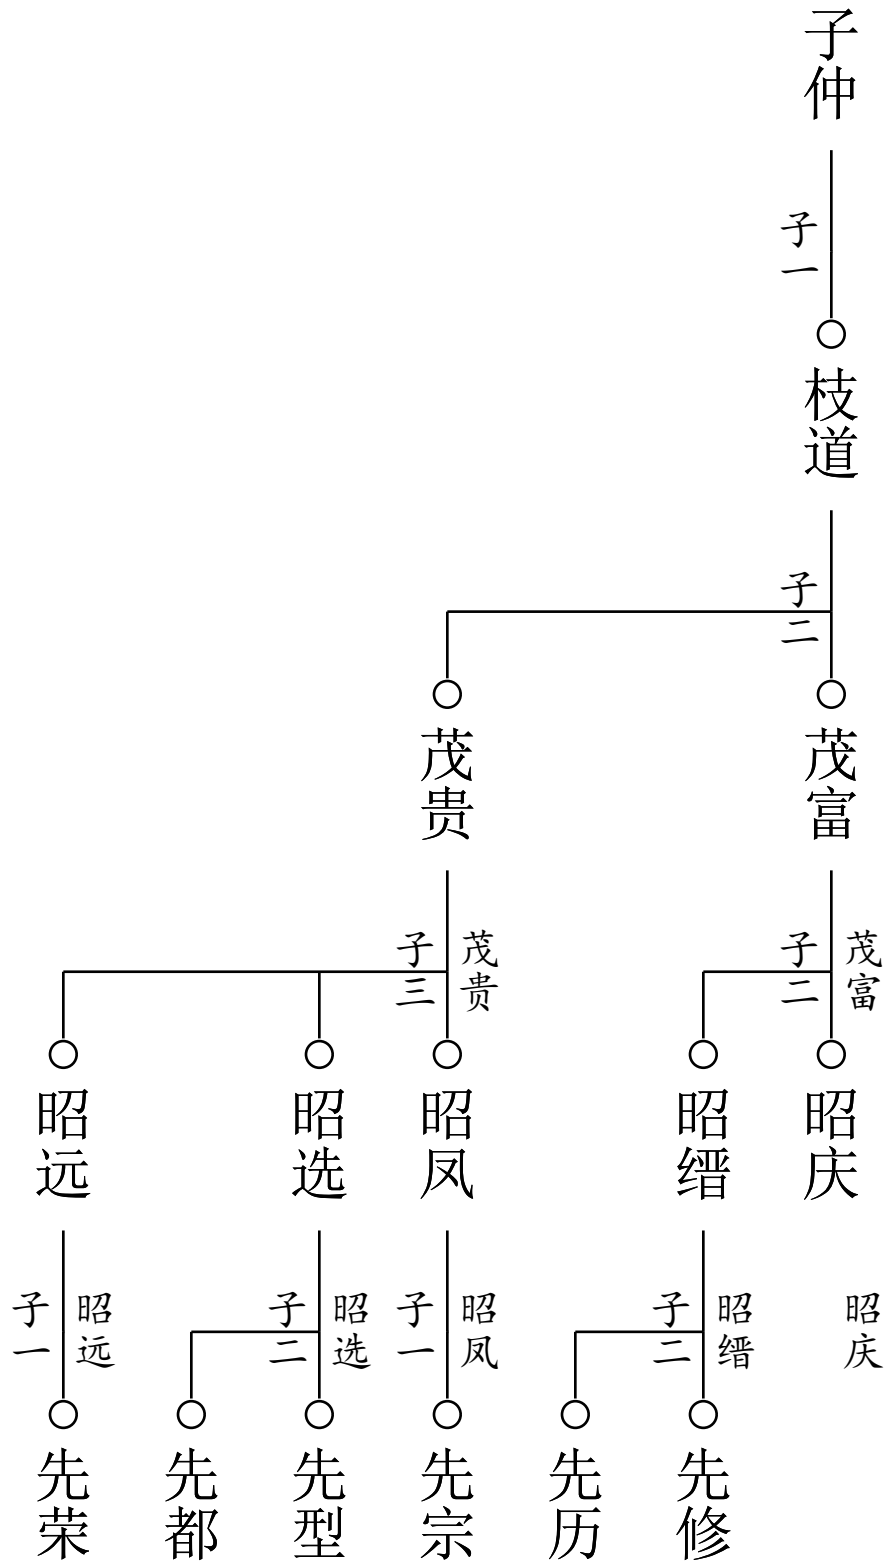 子仲
子一
枝道
子二
茂富
茂贵
茂富
子二
茂贵
子三
昭庆
昭缙
昭凤
昭选
昭远
昭庆
昭缙
子二
昭凤
子一
昭选
子二
昭远
子一
先修
先历
先宗
先型
先都
先荣